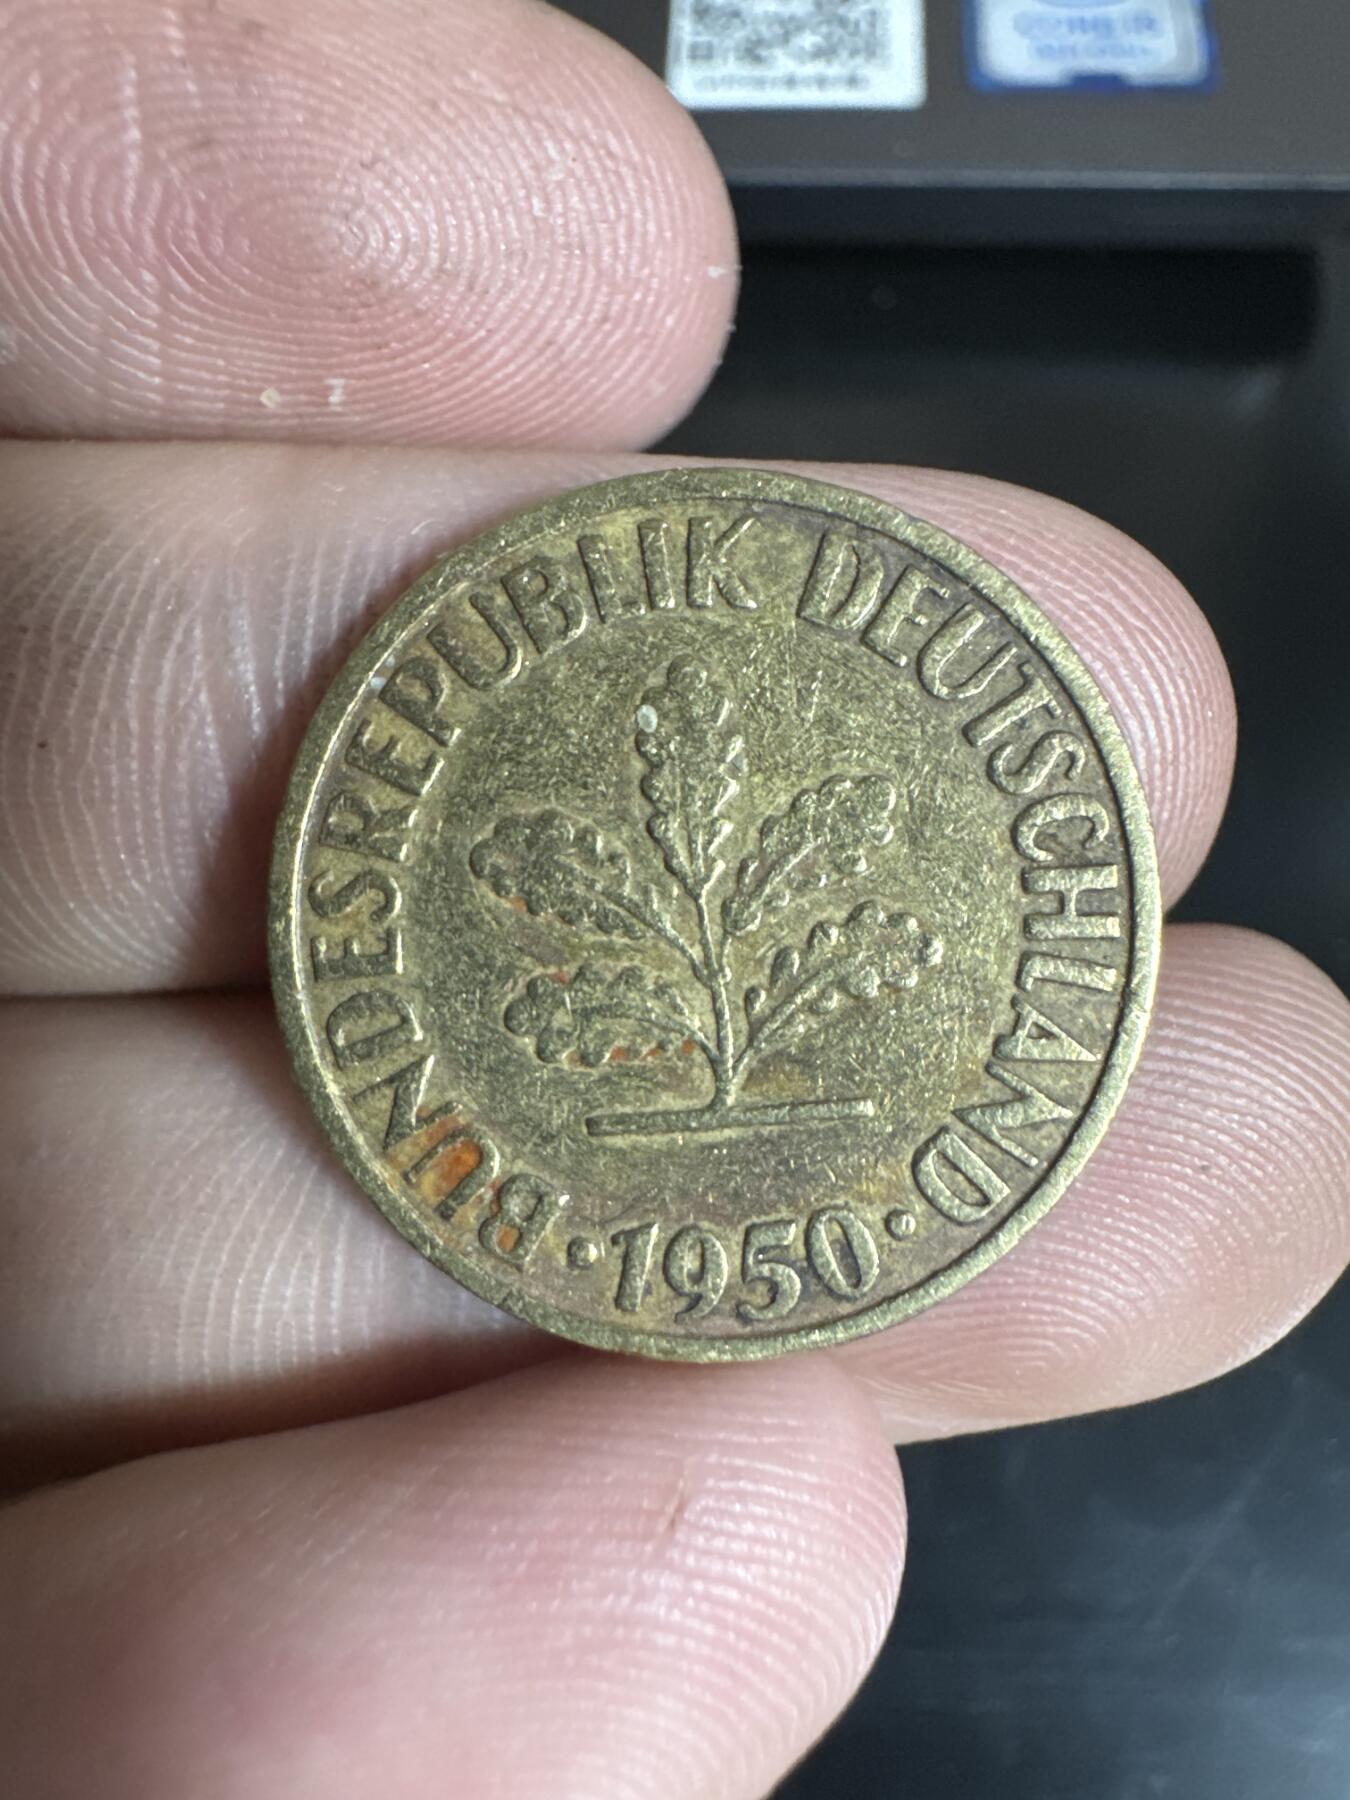 BUNDESREPUBLIK DEUTSCHLAND
·1950·